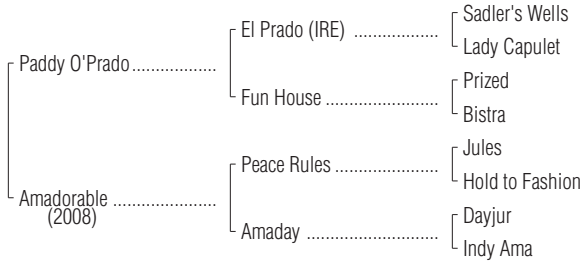 Sadler's Wells
El Prado (IRE) ..................
Lady Capulet
Paddy O'Prado..................
Prized
Fun House .........................
Bistra
Jules
Peace Rules ......................
Hold to Fashion
Amadorable ......................
(2008)
Dayjur
Amaday ............................
Indy Ama